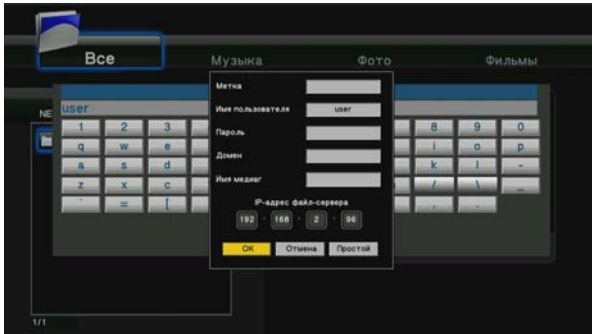 Все Музыка Фото Фильмы
Метка
NE
user
Имя пользователя user
1 2 3 8 9 0
Пароль
q w e i o p
Домен
a s d k l -
Имя медиаг
z x c / \ _
IP-адрес файл-сервера
192 168 2 96
OK Отмена Простой
1/1